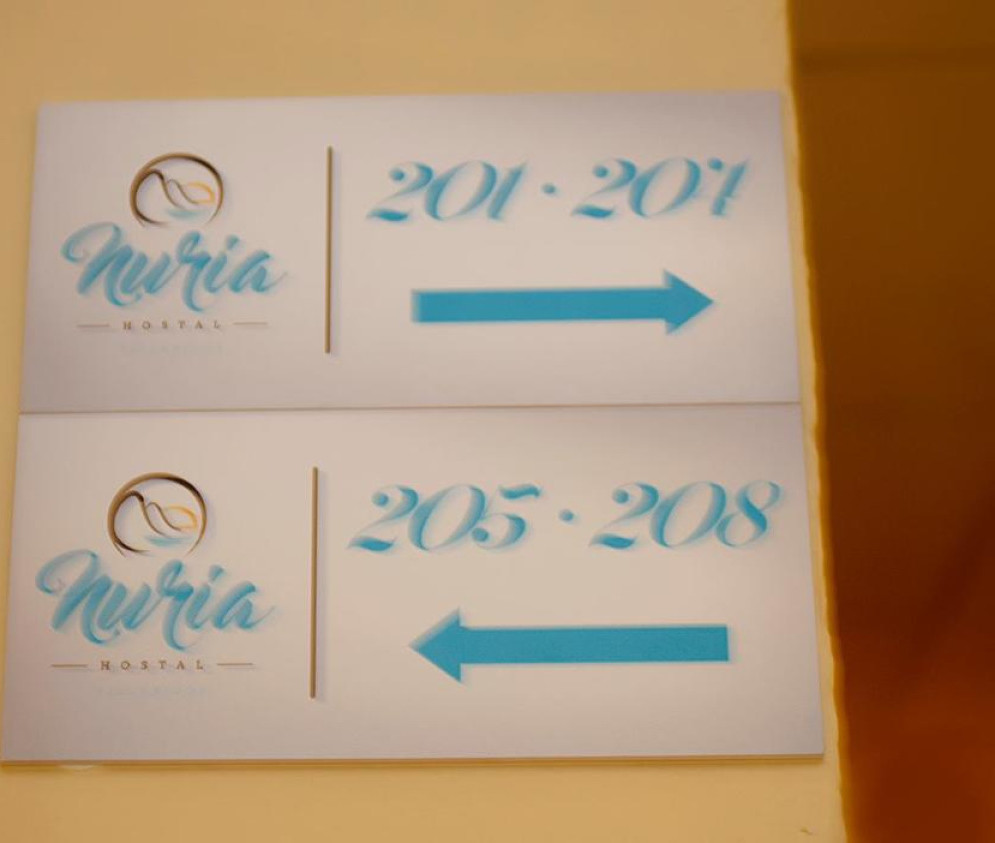 Nuria
HOSTAL
201 · 204
Nuria
HOSTAL
205 · 208